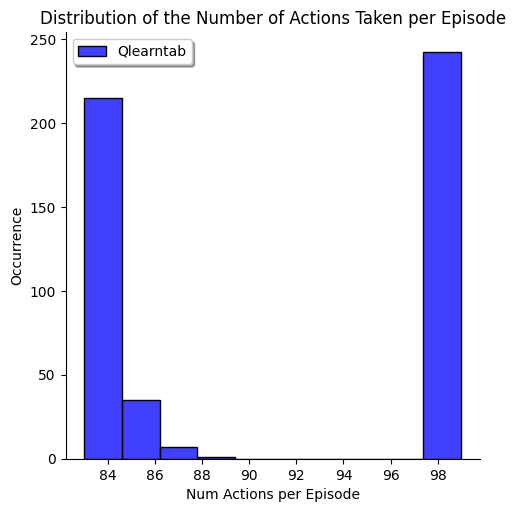 Distribution of the Number of Actions Taken per Episode
Qlearntab
250
200
150
100
50
0
Occurrence
84 86 88 90 92 94 96 98
Num Actions per Episode